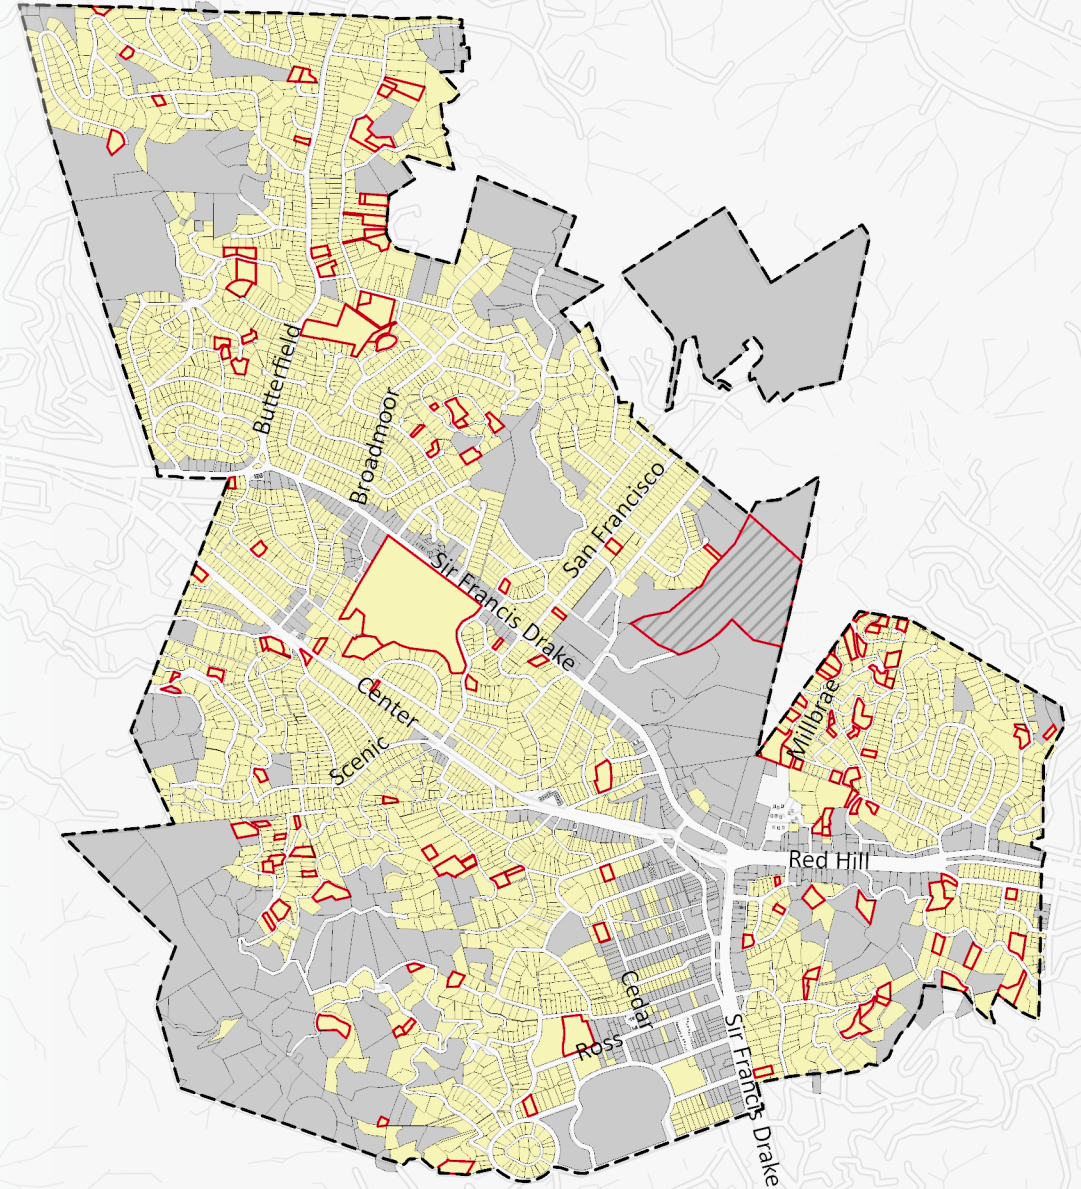 Butterfield
Broadmoor
San Francisco
Sir Francis Drake
Millbrae
Center
Scenic
Red Hill
Cedar
Ross
Sir Francis Drake